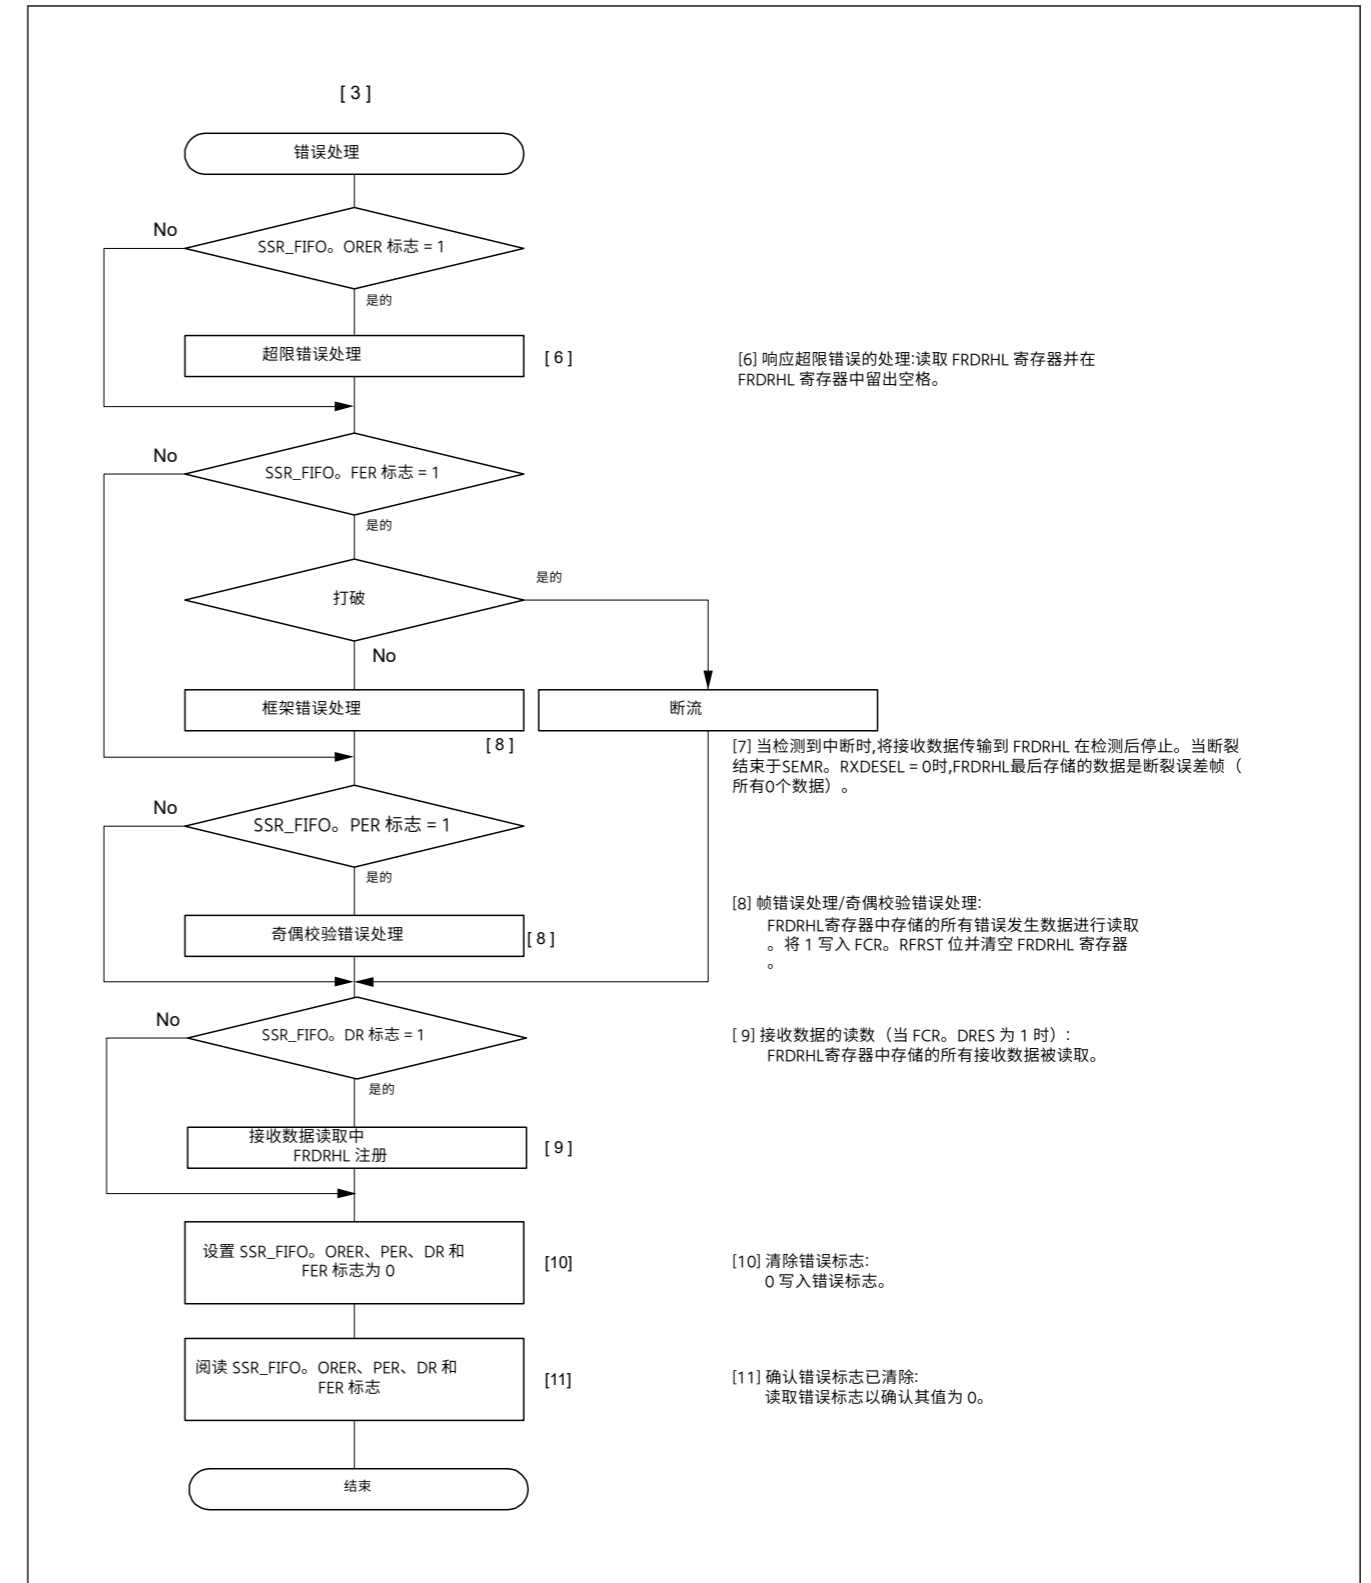 [ 3 ]
错误处理
No
SSR_FIFO。ORER 标志 = 1
是的
超限错误处理
[ 6 ]
[6] 响应超限错误的处理:读取 FRDRHL 寄存器并在
FRDRHL 寄存器中留出空格。
No
SSR_FIFO。FER 标志 = 1
是的
打破
是的
No
框架错误处理
断流
[ 8 ]
[7] 当检测到中断时,将接收数据传输到 FRDRHL 在检测后停止。当断裂
结束于SEMR。RXDESEL = 0时,FRDRHL最后存储的数据是断裂误差帧（
所有0个数据）。
No
SSR_FIFO。PER 标志 = 1
是的
奇偶校验错误处理
[ 8 ]
[8] 帧错误处理/奇偶校验错误处理:
FRDRHL寄存器中存储的所有错误发生数据进行读取
。将 1 写入 FCR。RFRST 位并清空 FRDRHL 寄存器
。
No
SSR_FIFO。DR 标志 = 1
是的
[ 9] 接收数据的读数（当 FCR。DRES 为 1 时）:
FRDRHL寄存器中存储的所有接收数据被读取。
接收数据读取中
FRDRHL 注册
[ 9 ]
设置 SSR_FIFO。ORER、PER、DR 和
FER 标志为 0
[10]
[10] 清除错误标志:
0 写入错误标志。
阅读 SSR_FIFO。ORER、PER、DR 和
FER 标志
[11]
[11] 确认错误标志已清除:
读取错误标志以确认其值为 0。
结束